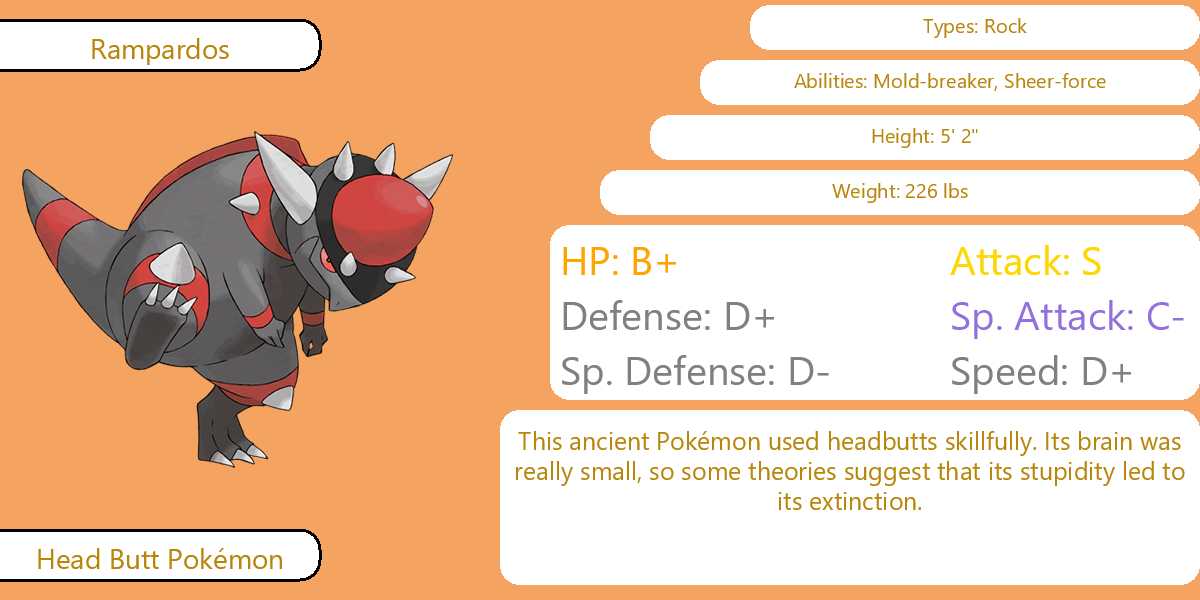 Rampardos
Types: Rock
Abilities: Mold-breaker, Sheer-force
Height: 5' 2"
Weight: 226 lbs
HP: B+
Attack: S
Defense: D+
Sp. Attack: C-
Sp. Defense: D-
Speed: D+
This ancient Pokémon used headbutts skillfully. Its brain was
really small, so some theories suggest that its stupidity led to
its extinction.
Head Butt Pokémon